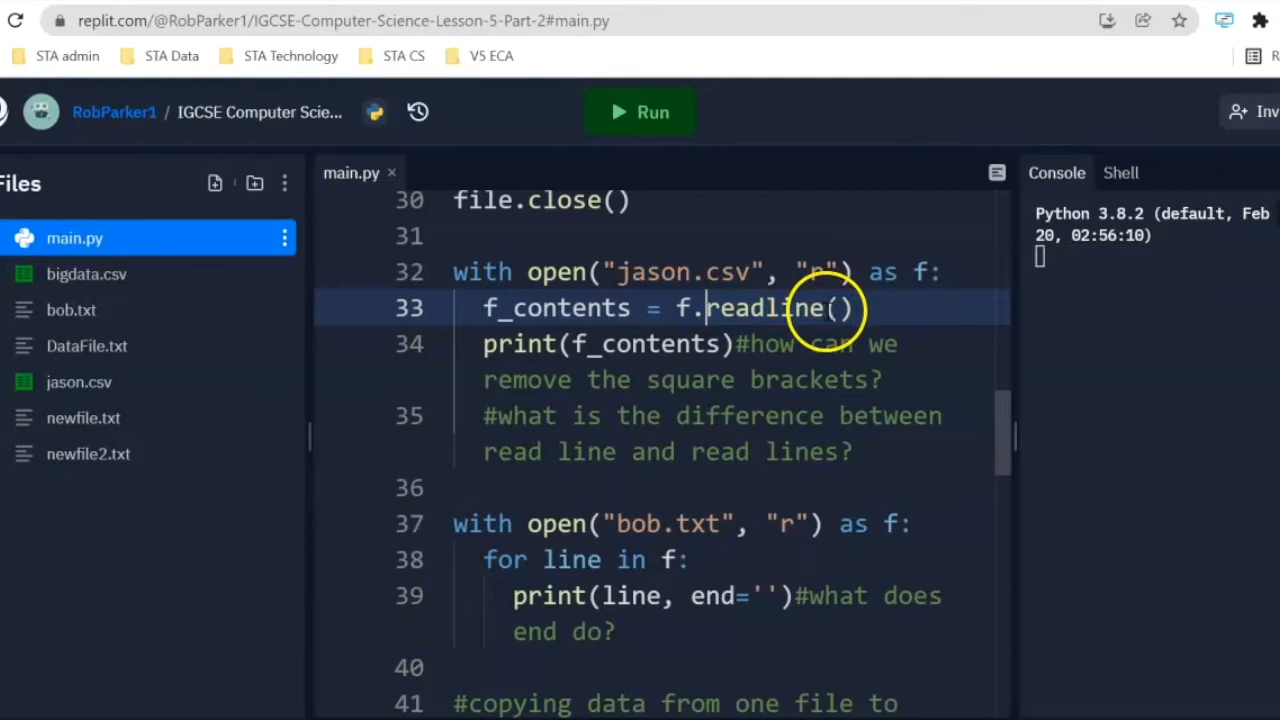 replit.com/@RobParker1/IGCSE-Computer-Science-Lesson-5-Part-2#main.py
STA admin STA Data STA Technology STA CS V5 ECA R
RobParker1 / IGCSE Computer Scie... Run Inv
Files
main.py
bigdata.csv
bob.txt
DataFile.txt
jason.csv
newfile.txt
newfile2.txt
main.py ×
30 file.close()
31
32 with open("jason.csv", "r") as f:
33 f_contents = f.readline()
34 print(f_contents)#how can we
remove the square brackets?
35 #what is the difference between
read line and read lines?
36
37 with open("bob.txt", "r") as f:
38 for line in f:
39 print(line, end='')#what does
end do?
40
41 #copying data from one file to
Console Shell
Python 3.8.2 (default, Feb
20, 02:56:10)